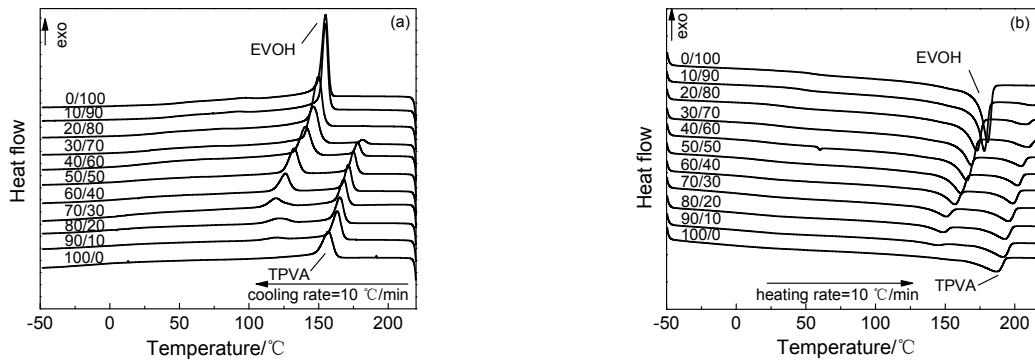 (a)
exo
EVOH
0/100
10/90
20/80
30/70
40/60
50/50
60/40
70/30
80/20
90/10
100/0
TPVA
cooling rate=10 ℃/min
Heat flow
-50 0 50 100 150 200
Temperature/℃
(b)
exo
EVOH
0/100
10/90
20/80
30/70
40/60
50/50
60/40
70/30
80/20
90/10
100/0
TPVA
heating rate=10 ℃/min
Heat flow
-50 0 50 100 150 200
Temperature/℃